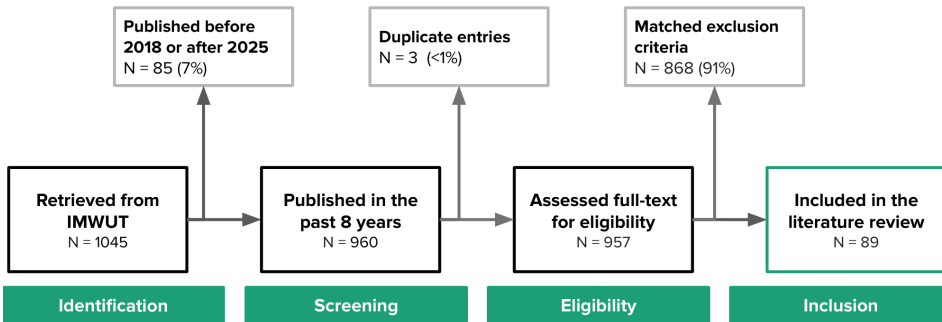 Published before
2018 or after 2025
N = 85 (7%)
Duplicate entries
N = 3 (<1%)
Matched exclusion
criteria
N = 868 (91%)
Retrieved from
IMWUT
N = 1045
Published in the
past 8 years
N = 960
Assessed full-text
for eligibility
N = 957
Included in the
literature review
N = 89
Identification
Screening
Eligibility
Inclusion